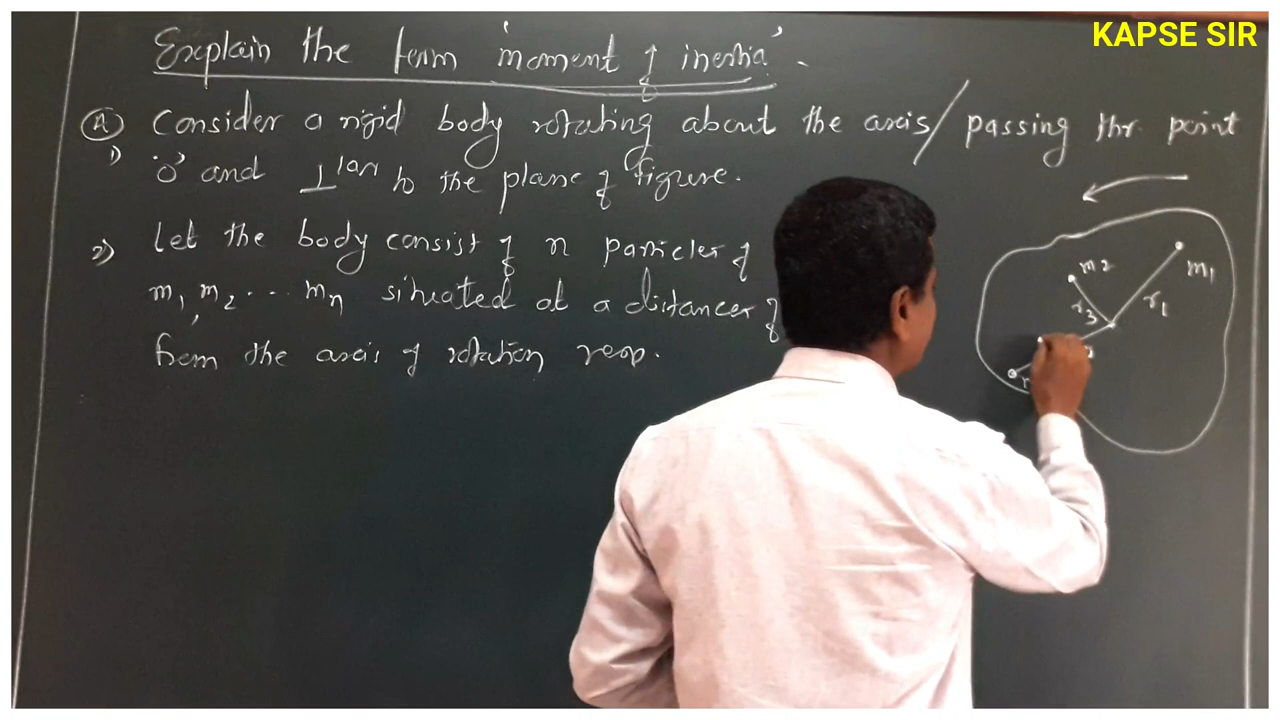 KAPSE SIR
Explain the term 'moment of inertia'.
(A) Consider a rigid body rotating about the axis/passing thr. point
1) 'o' and ⊥lar to the plane of figure.
2) Let the body consist of n particles of
m1, m2 ... mn situated at a distances of
from the axis of rotation resp.
m2
m1
r3
r1